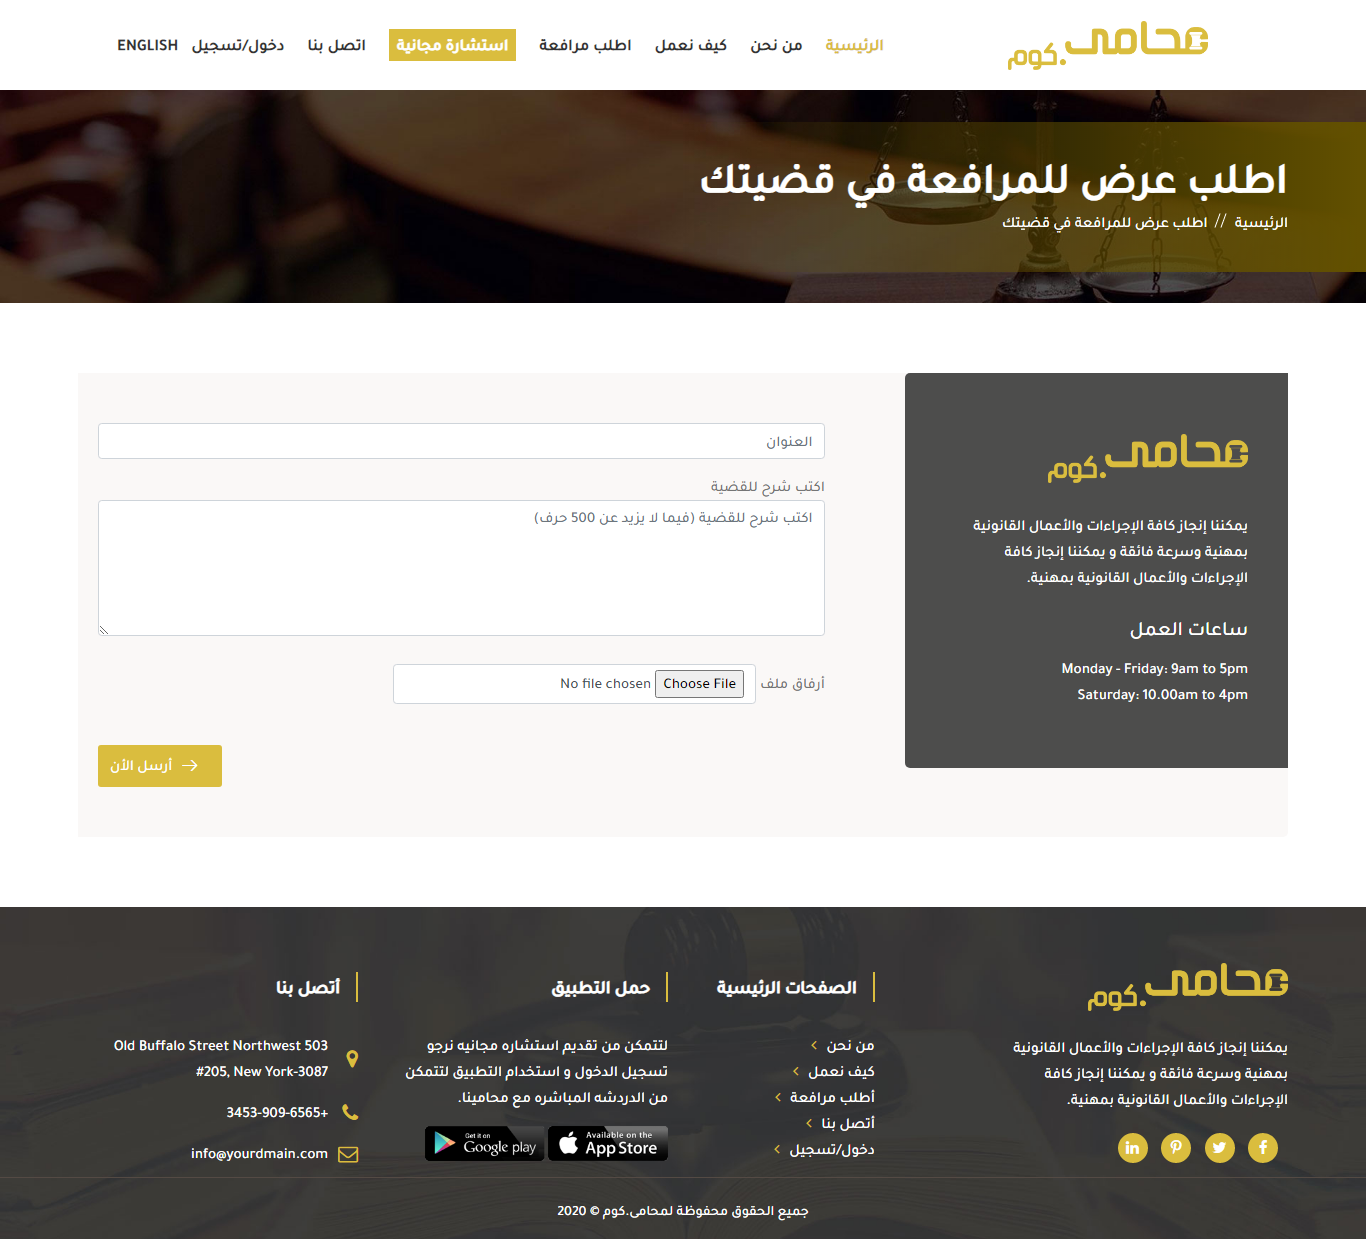 محامى.كوم
الرئيسية
من نحن
كيف نعمل
اطلب مرافعة
استشارة مجانية
اتصل بنا
دخول/تسجيل
ENGLISH
اطلب عرض للمرافعة في قضيتك
الرئيسية // اطلب عرض للمرافعة في قضيتك
محامى.كوم
يمكننا إنجاز كافة الإجراءات والأعمال القانونية
بمهنية وسرعة فائقة و يمكننا إنجاز كافة
الإجراءات والأعمال القانونية بمهنية.
ساعات العمل
Monday - Friday: 9am to 5pm
Saturday: 10.00am to 4pm
العنوان
اكتب شرح للقضية
اكتب شرح للقضية (فيما لا يزيد عن 500 حرف)
أرفاق ملف
Choose File No file chosen
أرسل الأن
محامى.كوم
يمكننا إنجاز كافة الإجراءات والأعمال القانونية
بمهنية وسرعة فائقة و يمكننا إنجاز كافة
الإجراءات والأعمال القانونية بمهنية.
الصفحات الرئيسية
من نحن
كيف نعمل
أطلب مرافعة
أتصل بنا
دخول/تسجيل
حمل التطبيق
لتتمكن من تقديم استشاره مجانيه نرجو
تسجيل الدخول و استخدام التطبيق لتتمكن
من الدردشه المباشره مع محامينا.
Available on the
App Store
Get it on
Google play
أتصل بنا
Old Buffalo Street Northwest 503
#205, New York-3087
3453-909-6565+
info@yourdmain.com
جميع الحقوق محفوظة لمحامى.كوم © 2020